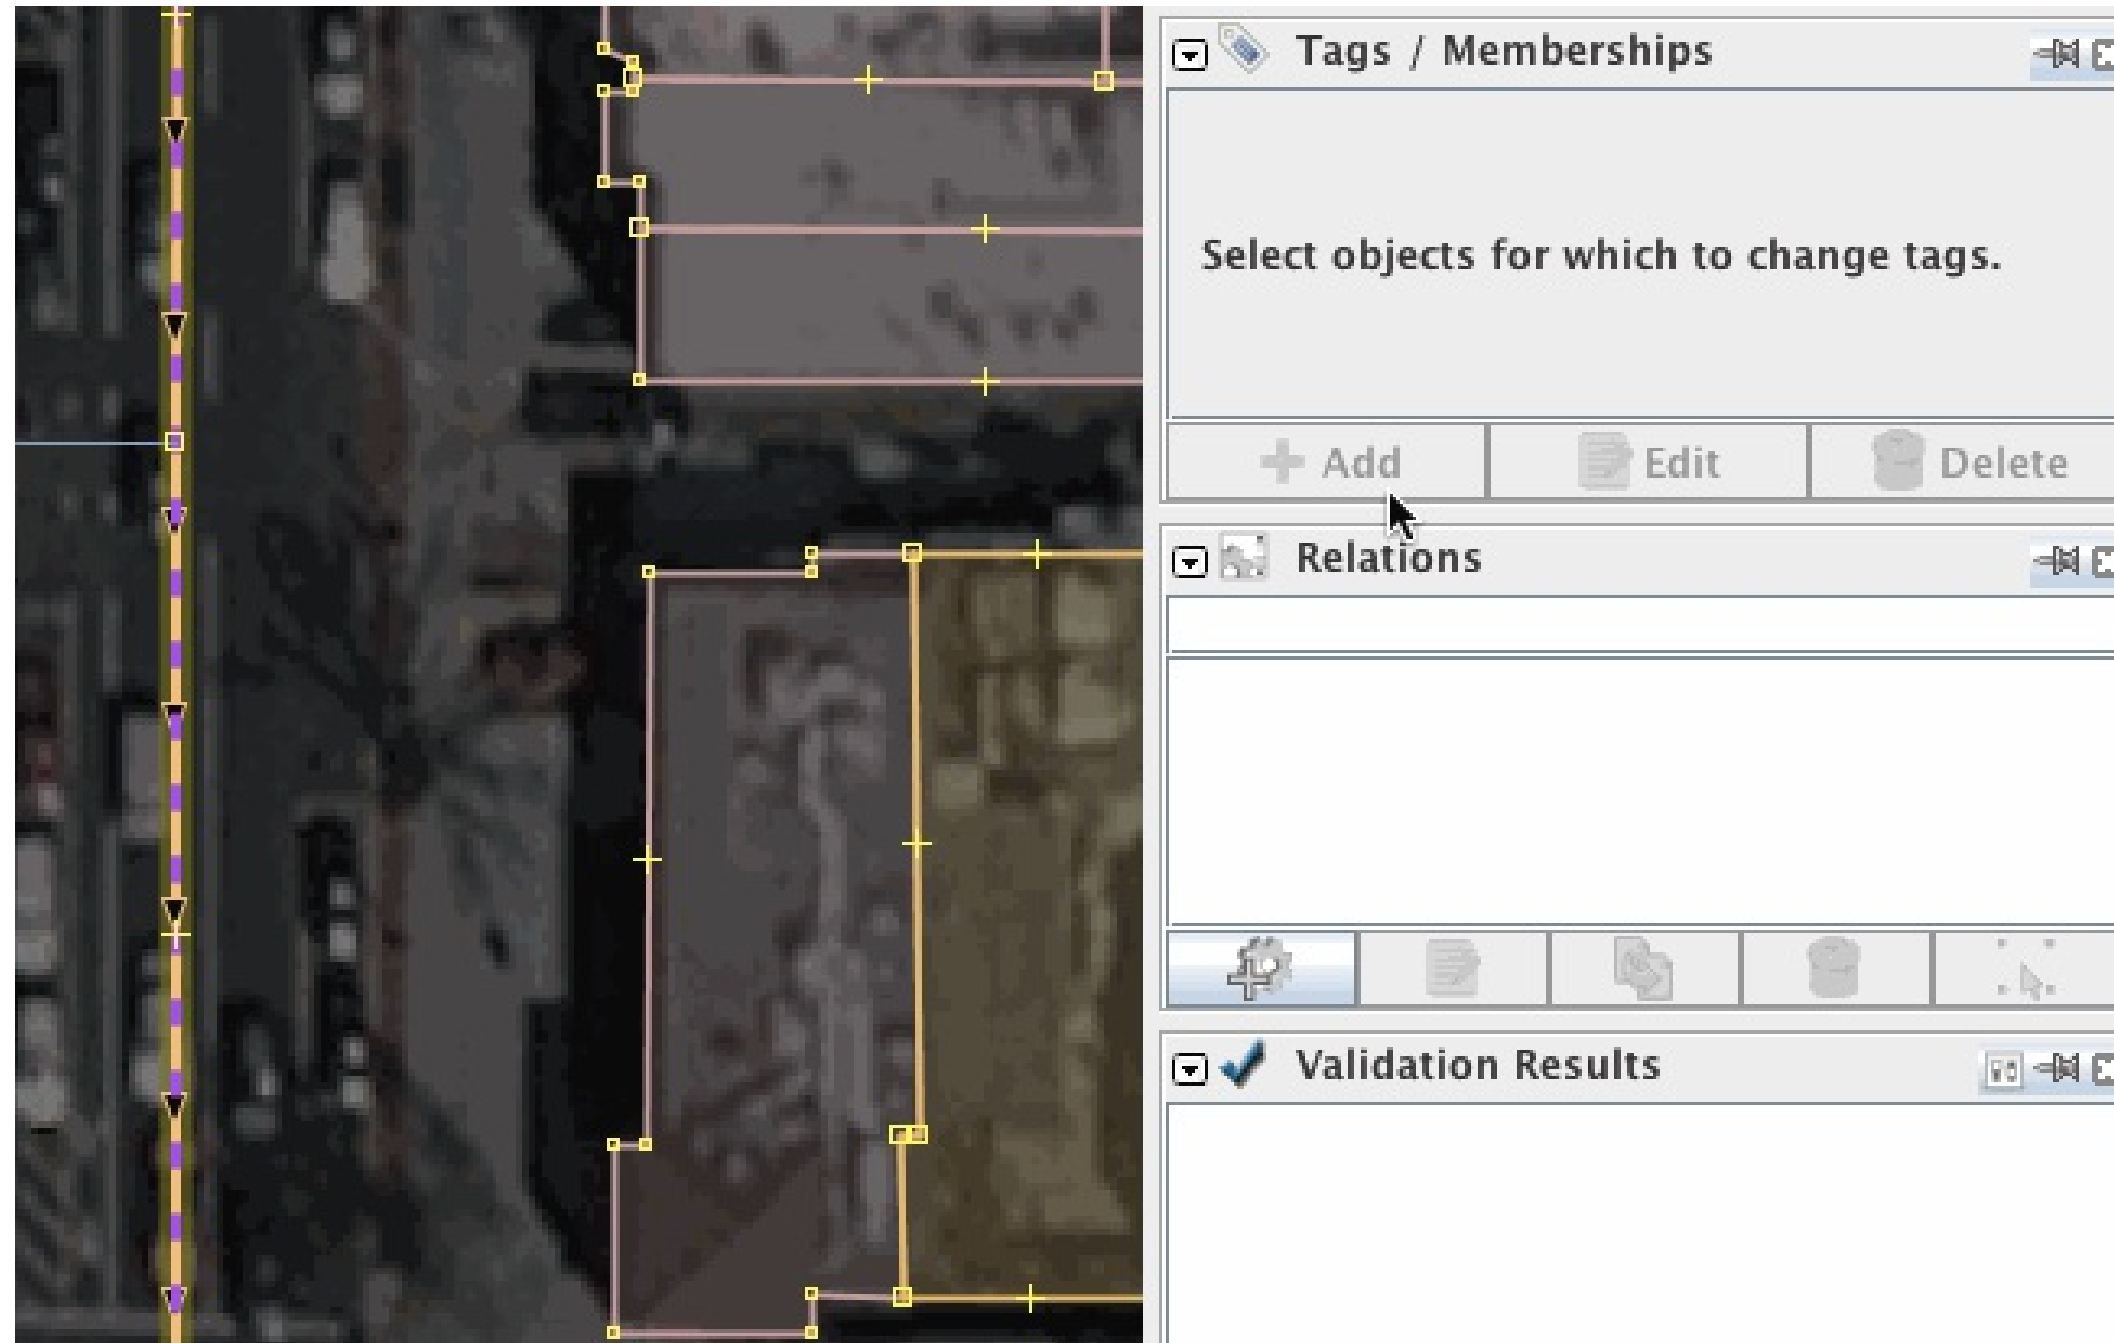 Tags / Memberships
Select objects for which to change tags.
Add Edit Delete
Relations
Validation Results